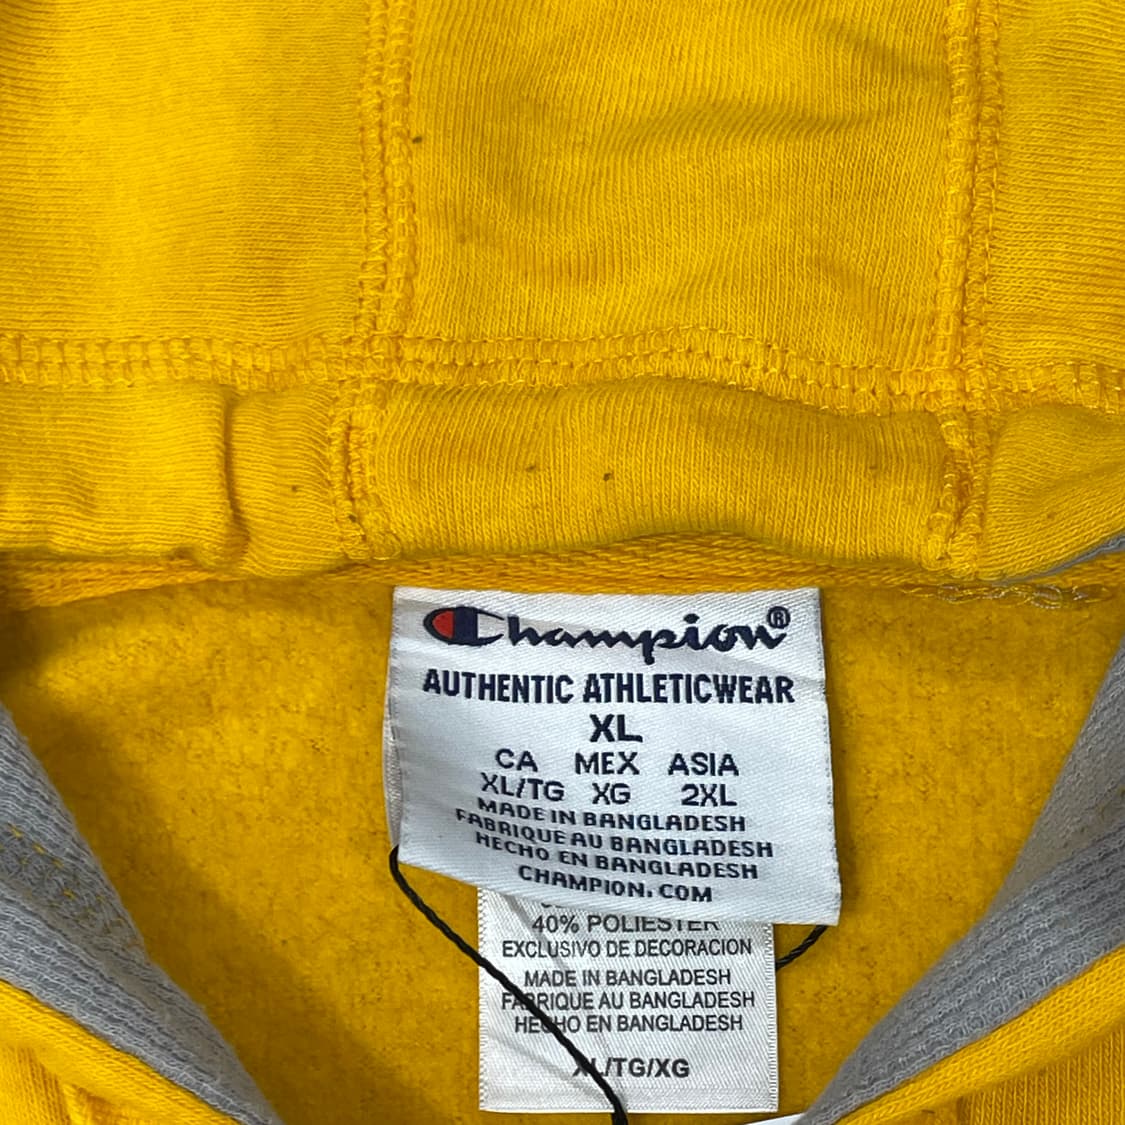 Champion®
AUTHENTIC ATHLETICWEAR
XL
CA MEX ASIA
XL/TG XG 2XL
MADE IN BANGLADESH
FABRIQUE AU BANGLADESH
HECHO EN BANGLADESH
CHAMPION.COM
40% POLIESTER
EXCLUSIVO DE DECORACION
MADE IN BANGLADESH
FABRIQUE AU BANGLADESH
HECHO EN BANGLADESH
XL/TG/XG